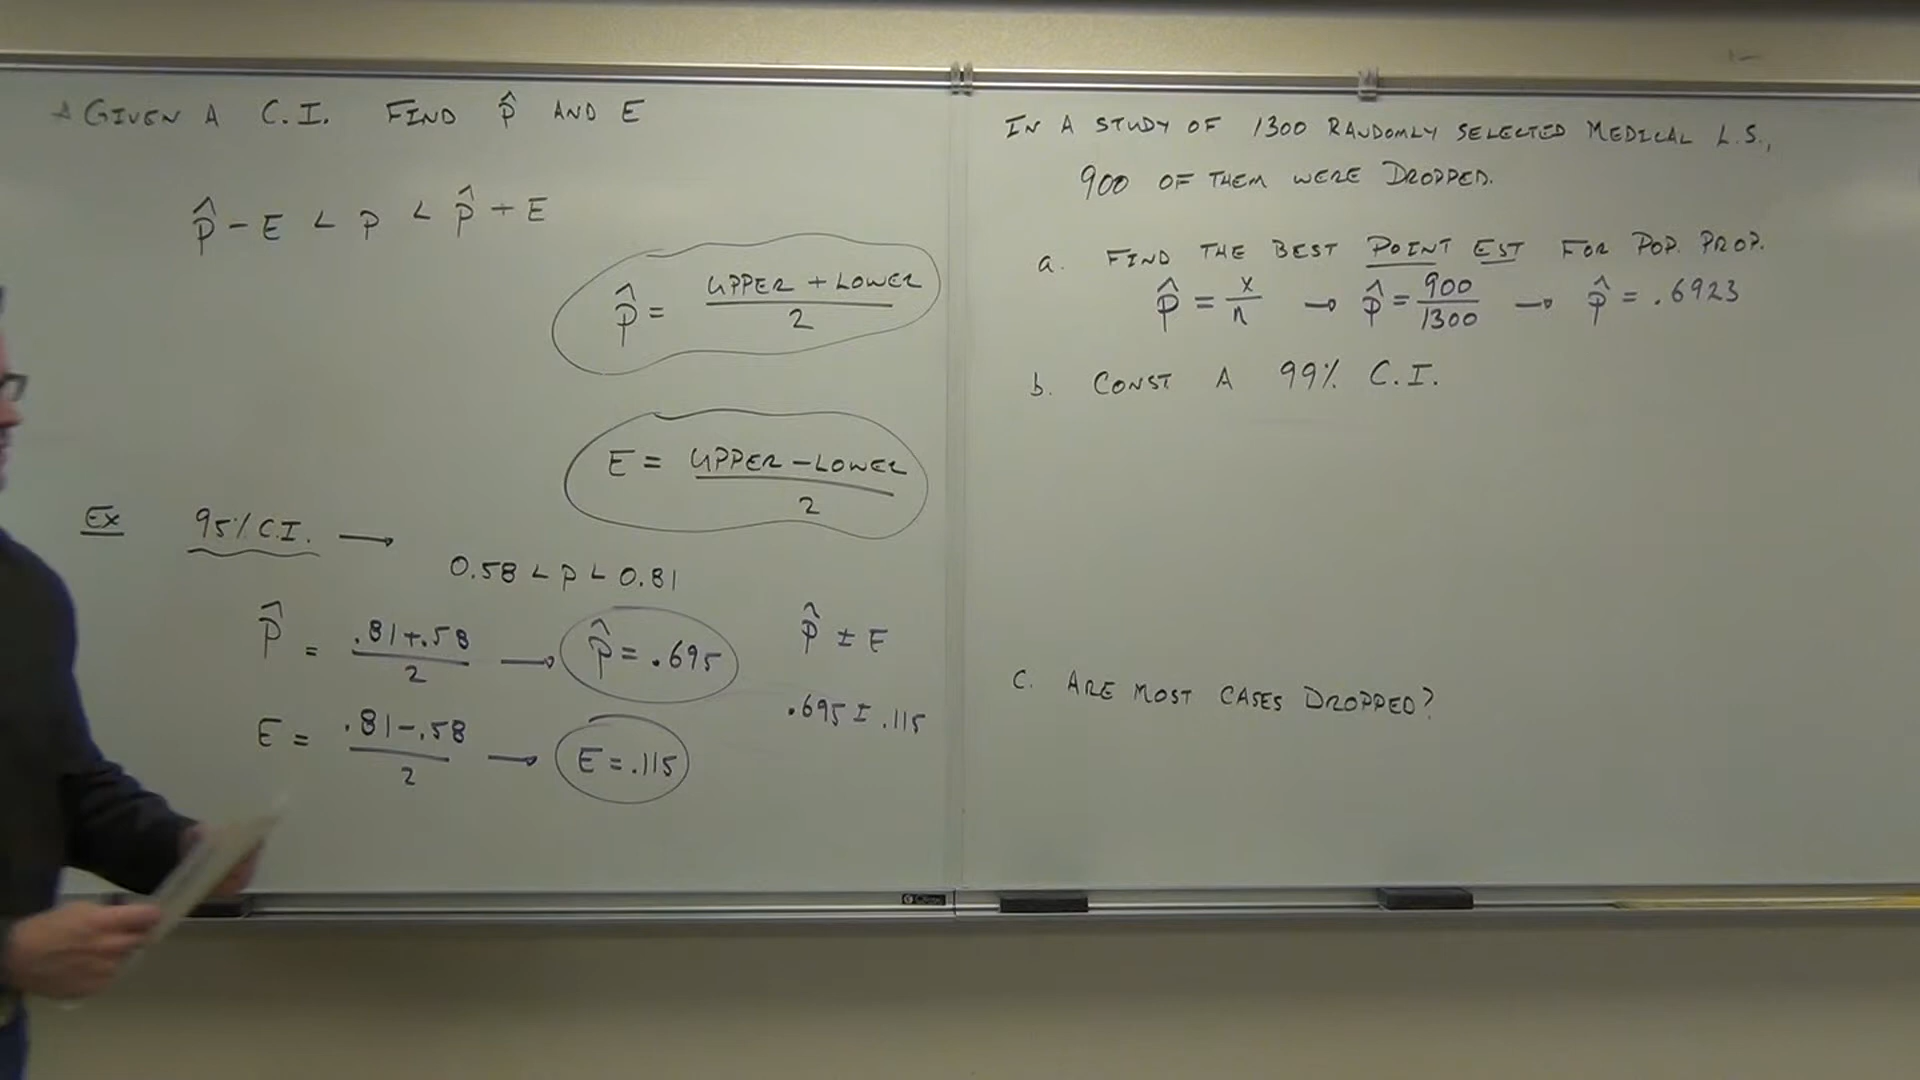 GIVEN A C.I. FIND p̂ AND E
p̂ - E < p < p̂ + E
p̂ = UPPER + LOWER / 2
E = UPPER - LOWER / 2
EX 95% C.I. →
0.58 < p < 0.81
p̂ = .81+.58 / 2 → p̂ = .695
p̂ ± E
E = .81-.58 / 2 → E = .115
.695 ± .115
IN A STUDY OF 1300 RANDOMLY SELECTED MEDICAL L.S.,
900 OF THEM WERE DROPPED.
a. FIND THE BEST POINT EST FOR POP. PROP.
p̂ = x/n → p̂ = 900/1300 → p̂ = .6923
b. CONST A 99% C.I.
C. ARE MOST CASES DROPPED?